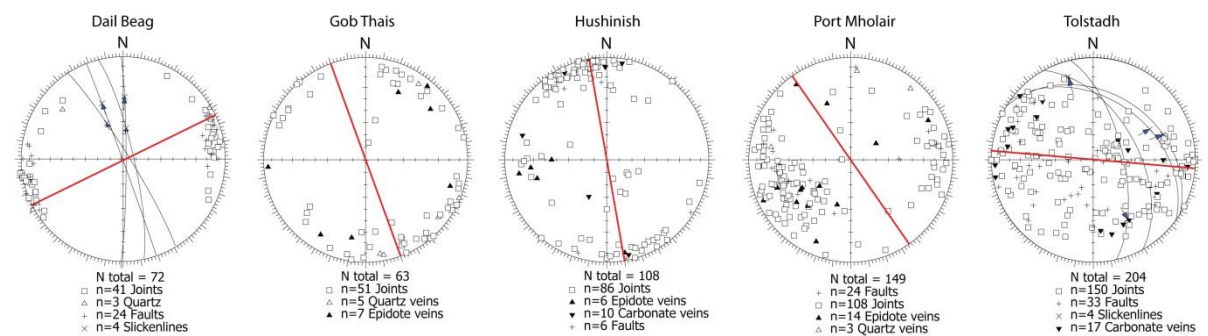 Dail Beag
N
N total = 72
n=41 Joints
n=3 Quartz
n=24 Faults
n=4 Slickenlines
Gob Thais
N
N total = 63
n=51 Joints
n=5 Quartz veins
n=7 Epidote veins
Hushinish
N
N total = 108
n=86 Joints
n=6 Epidote veins
n=10 Carbonate veins
n=6 Faults
Port Mholair
N
N total = 149
n=24 Faults
n=108 Joints
n=14 Epidote veins
n=3 Quartz veins
Tolstadh
N
N total = 204
n=150 Joints
n=33 Faults
n=4 Slickenlines
n=17 Carbonate veins